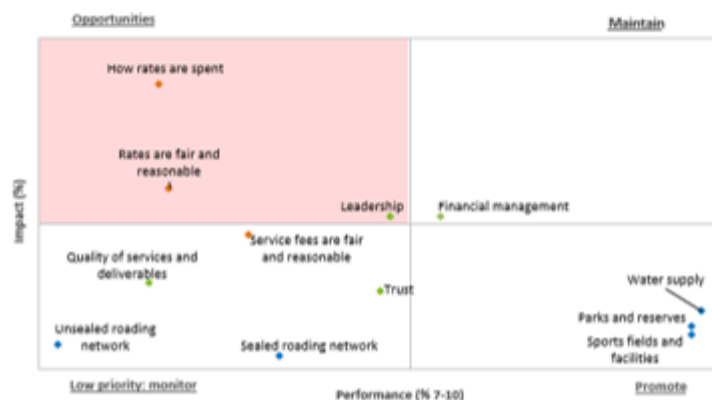 Opportunities
Maintain
How rates are spent
Rates are fair and
reasonable
Leadership
Financial management
Service fees are fair
and reasonable
Quality of services and
deliverables
Trust
Water supply
Parks and reserves
Sports fields and
facilities
Unsealed roading
network
Sealed roading network
Impact (%)
Low priority: monitor
Performance (% 7-10)
Promote